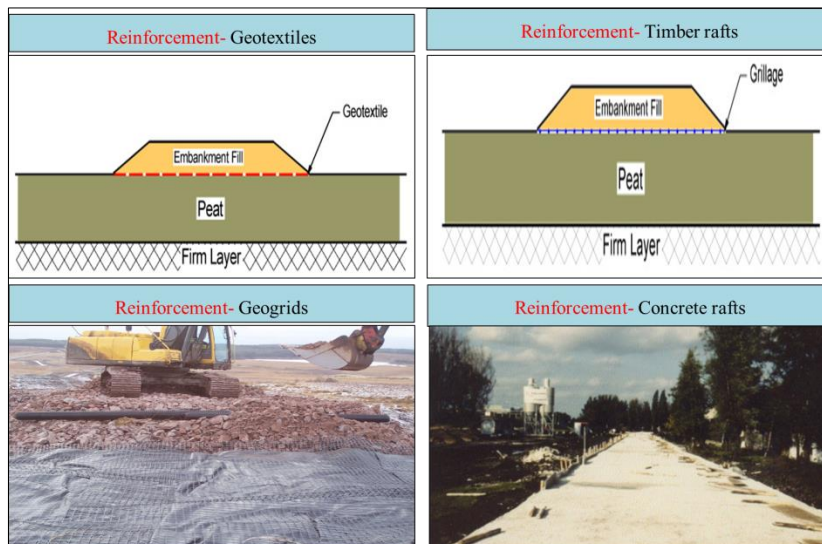 Reinforcement- Geotextiles
Geotextile
Embankment Fill
Peat
Firm Layer
Reinforcement- Timber rafts
Grillage
Embankment Fill
Peat
Firm Layer
Reinforcement- Geogrids
Reinforcement- Concrete rafts